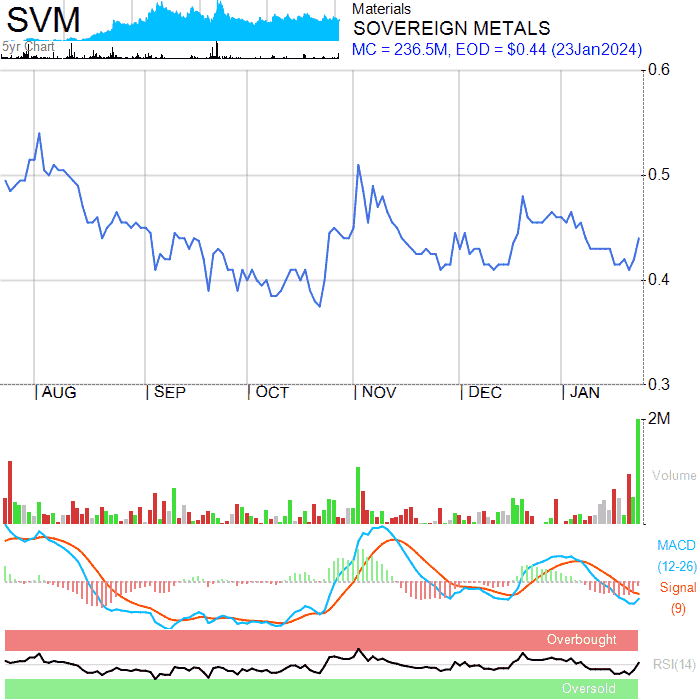 SVM
5yr Chart
Materials
SOVEREIGN METALS
MC = 236.5M, EOD = $0.44 (23Jan2024)
0.6
0.5
0.4
0.3
AUG SEP OCT NOV DEC JAN
2M
Volume
MACD
(12-26)
Signal
(9)
Overbought
RSI(14)
Oversold